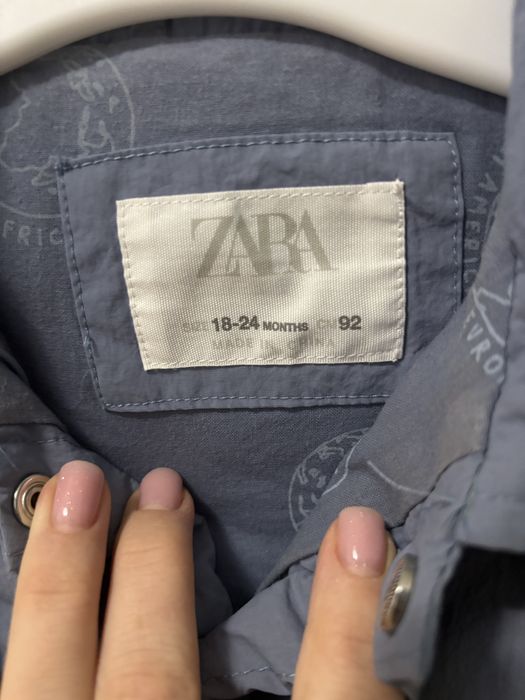 ZARA
SIZE 18-24 MONTHS CM 92
MADE IN CHINA